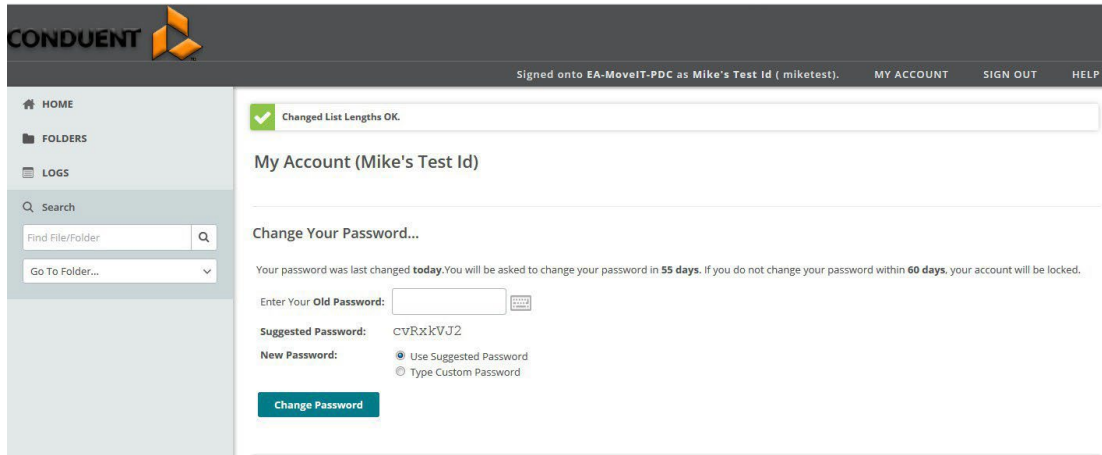 CONDUENT
Signed onto EA-MoveIT-PDC as Mike's Test Id ( miketest). MY ACCOUNT SIGN OUT HELP
HOME
FOLDERS
LOGS
Search
Find File/Folder
Go To Folder...
Changed List Lengths OK.
My Account (Mike's Test Id)
Change Your Password...
Your password was last changed today.You will be asked to change your password in 55 days. If you do not change your password within 60 days, your account will be locked.
Enter Your Old Password:
Suggested Password: cvRxkVJ2
New Password: Use Suggested Password
Type Custom Password
Change Password